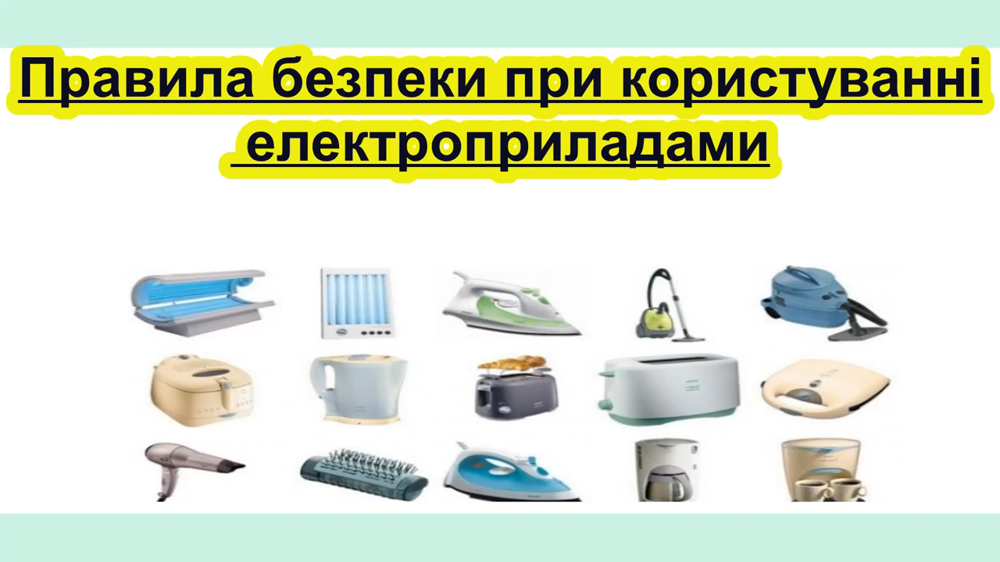 Правила безпеки при користуванні
електроприладами